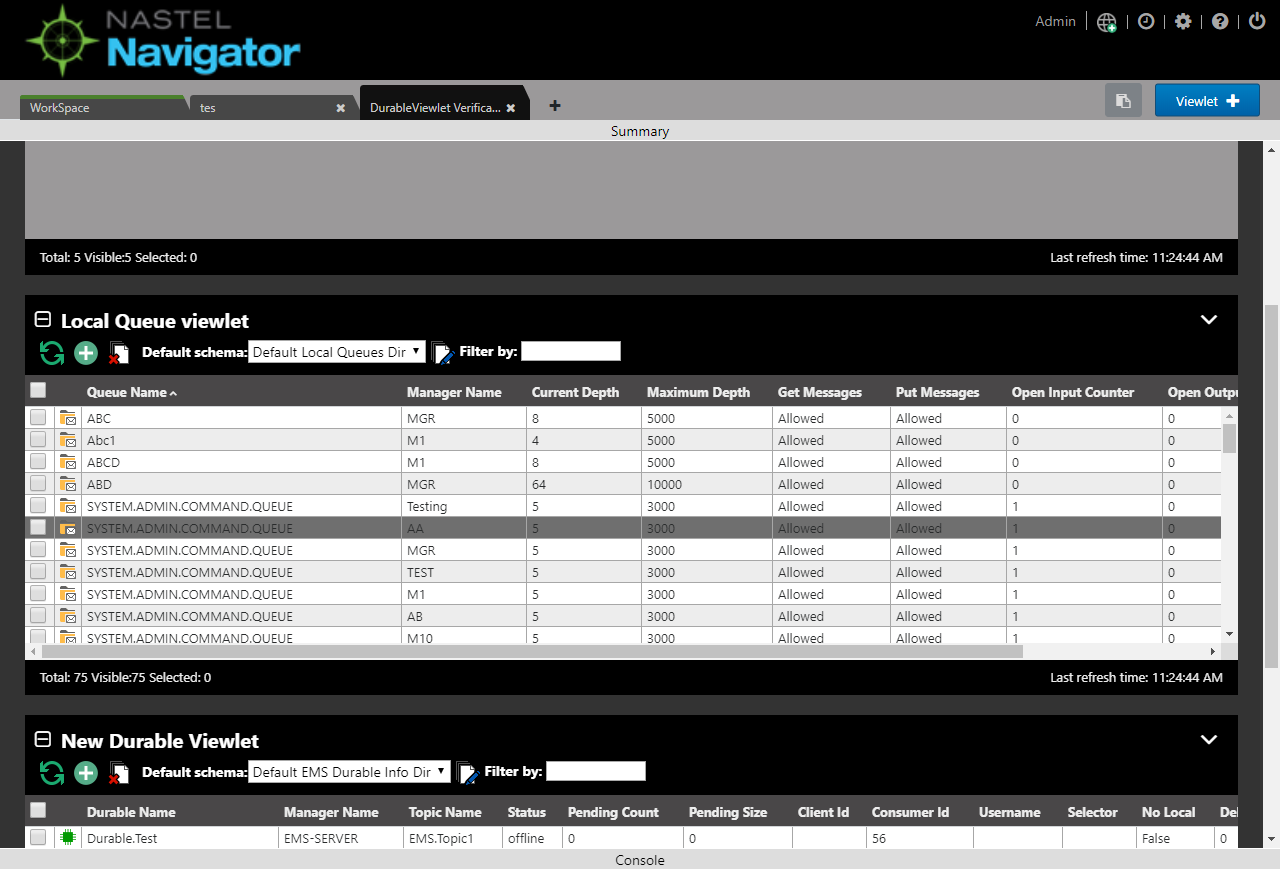 NASTEL
Navigator
Admin
WorkSpace tes DurableViewlet Verifica... Viewlet
Summary
Total: 5 Visible:5 Selected: 0 Last refresh time: 11:24:44 AM
Local Queue viewlet
Default schema: Default Local Queues Dir Filter by:
Queue Name Manager Name Current Depth Maximum Depth Get Messages Put Messages Open Input Counter Open Outpu
ABC MGR 8 5000 Allowed Allowed 0 0
Abc1 M1 4 5000 Allowed Allowed 0 0
ABCD M1 8 5000 Allowed Allowed 0 0
ABD MGR 64 10000 Allowed Allowed 0 0
SYSTEM.ADMIN.COMMAND.QUEUE Testing 5 3000 Allowed Allowed 1 0
SYSTEM.ADMIN.COMMAND.QUEUE AA 5 3000 Allowed Allowed 1 0
SYSTEM.ADMIN.COMMAND.QUEUE MGR 5 3000 Allowed Allowed 1 0
SYSTEM.ADMIN.COMMAND.QUEUE TEST 5 3000 Allowed Allowed 1 0
SYSTEM.ADMIN.COMMAND.QUEUE M1 5 3000 Allowed Allowed 1 0
SYSTEM.ADMIN.COMMAND.QUEUE AB 5 3000 Allowed Allowed 1 0
SYSTEM.ADMIN.COMMAND.QUEUE M10 5 3000 Allowed Allowed 1 0
Total: 75 Visible:75 Selected: 0 Last refresh time: 11:24:44 AM
New Durable Viewlet
Default schema: Default EMS Durable Info Dir Filter by:
Durable Name Manager Name Topic Name Status Pending Count Pending Size Client Id Consumer Id Username Selector No Local Del
Durable.Test EMS-SERVER EMS.Topic1 offline 0 0 56 False 0
Console